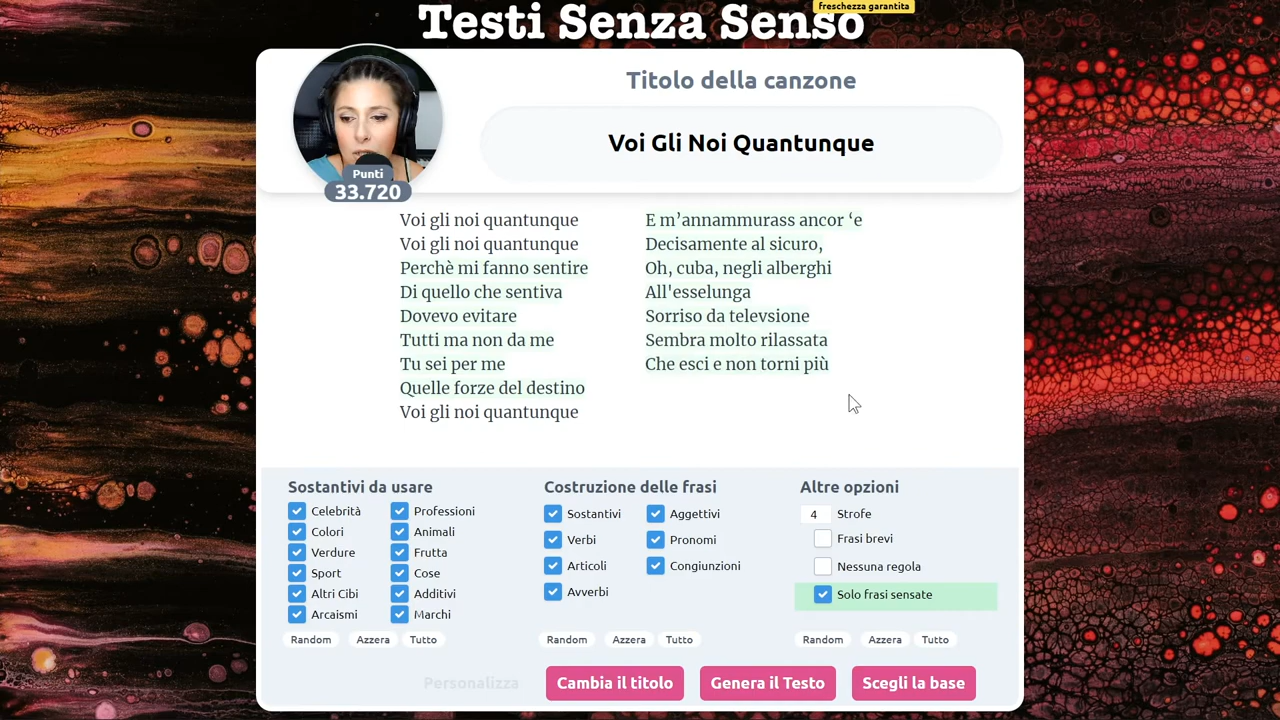 freschezza garantita
Testi Senza Senso
Titolo della canzone
Voi Gli Noi Quantunque
Punti
33.720
Voi gli noi quantunque
Voi gli noi quantunque
Perchè mi fanno sentire
Di quello che sentiva
Dovevo evitare
Tutti ma non da me
Tu sei per me
Quelle forze del destino
Voi gli noi quantunque
E m’annammurass ancor ‘e
Decisamente al sicuro,
Oh, cuba, negli alberghi
All'esselunga
Sorriso da televsione
Sembra molto rilassata
Che esci e non torni più
Sostantivi da usare
Celebrità
Professioni
Colori
Animali
Verdure
Frutta
Sport
Cose
Altri Cibi
Additivi
Arcaismi
Marchi
Random
Azzera
Tutto
Costruzione delle frasi
Sostantivi
Aggettivi
Verbi
Pronomi
Articoli
Congiunzioni
Avverbi
Random
Azzera
Tutto
Altre opzioni
4 Strofe
Frasi brevi
Nessuna regola
Solo frasi sensate
Random
Azzera
Tutto
Personalizza
Cambia il titolo
Genera il Testo
Scegli la base